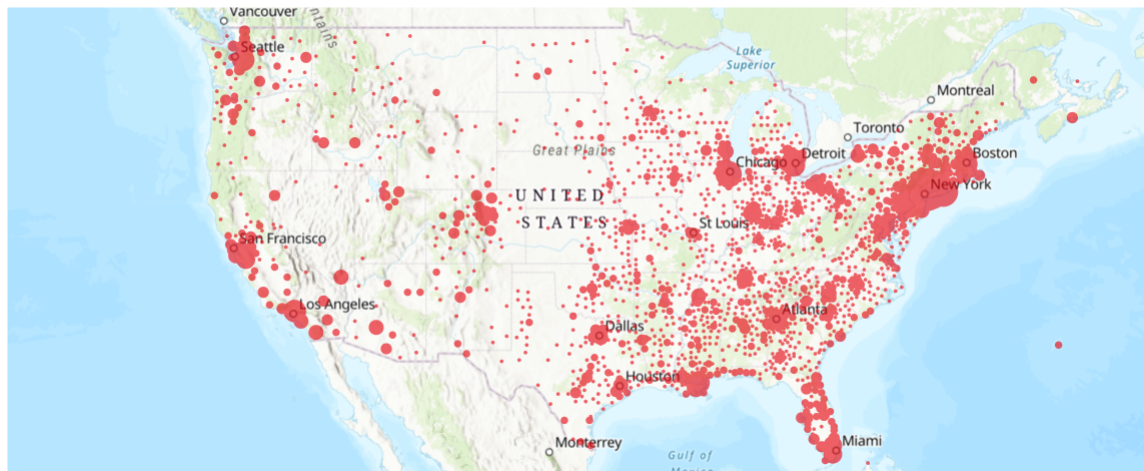 Vancouver
ntains
Seattle
Lake
Superior
Montreal
Toronto
Great Plains
Chicago
Detroit
Boston
UNITED
STATES
New York
St Louis
San Francisco
Los Angeles
Atlanta
Dallas
Houston
Monterrey
Miami
Gulf of